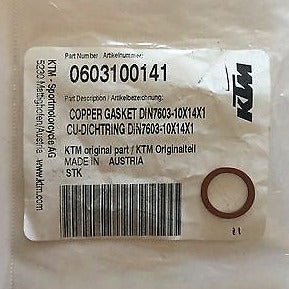 KTM - Sportmotorcycle AG
5230 Mattighofen/Austria
www.ktm.com
Part Number / Artikelnummer:
0603100141
Part Description / Artikelbezeichnung:
COPPER GASKET DIN7603-10X14X1
CU-DICHTRING DIN7603-10X14X1
KTM original part / KTM Originalteil
MADE IN AUSTRIA
STK
KTM